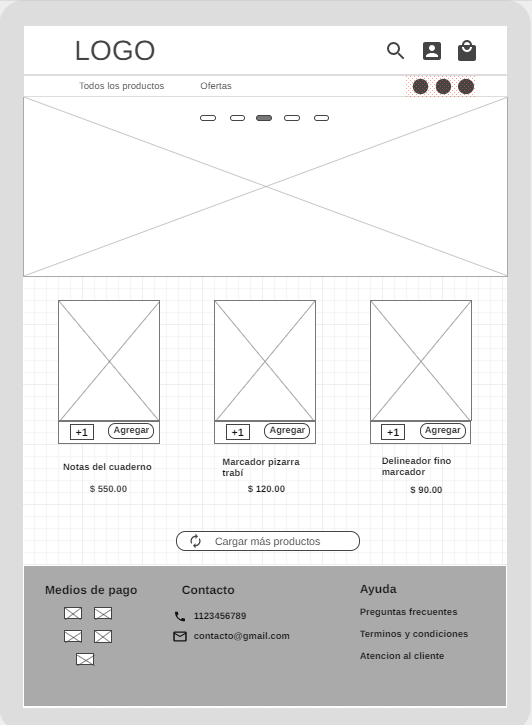 LOGO
Todos los productos
Ofertas
+1
Agregar
+1
Agregar
+1
Agregar
Notas del cuaderno
$ 550.00
Marcador pizarra
trabí
$ 120.00
Delineador fino
marcador
$ 90.00
Cargar más productos
Medios de pago
Contacto
1123456789
contacto@gmail.com
Ayuda
Preguntas frecuentes
Terminos y condiciones
Atencion al cliente